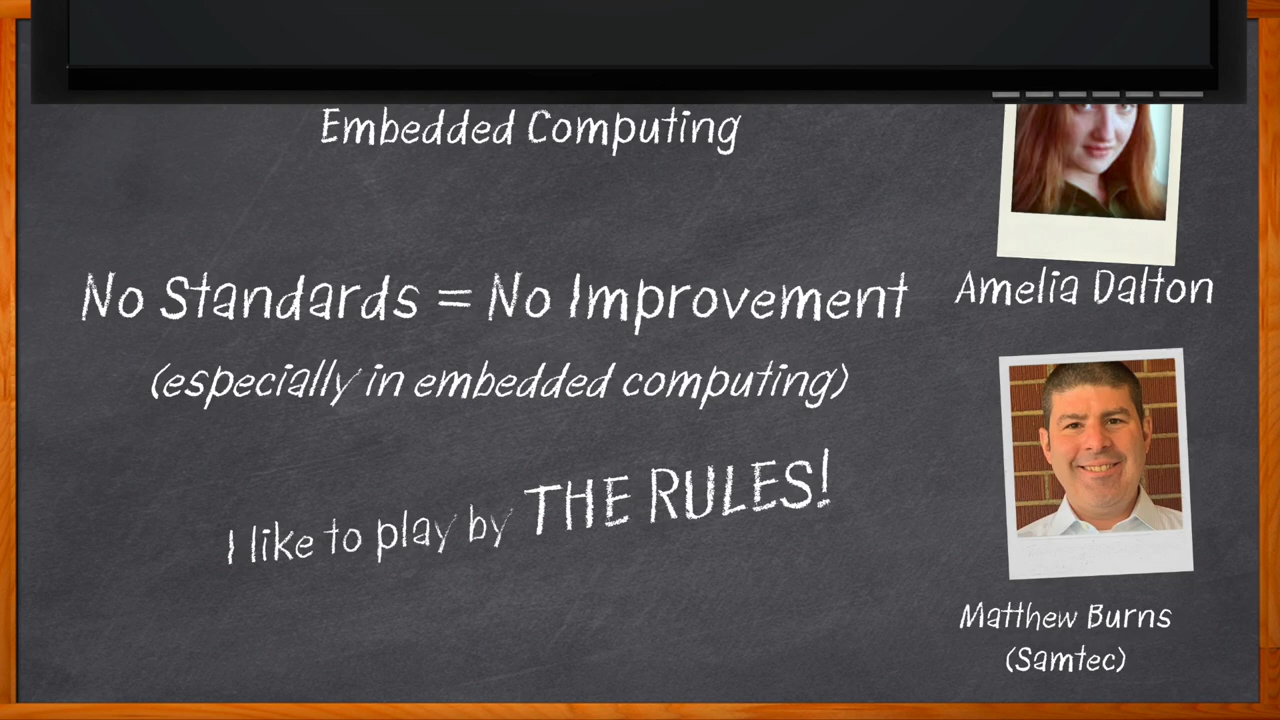 Embedded Computing
No Standards = No Improvement
(especially in embedded computing)
I like to play by THE RULES!
Amelia Dalton
Matthew Burns
(Samtec)